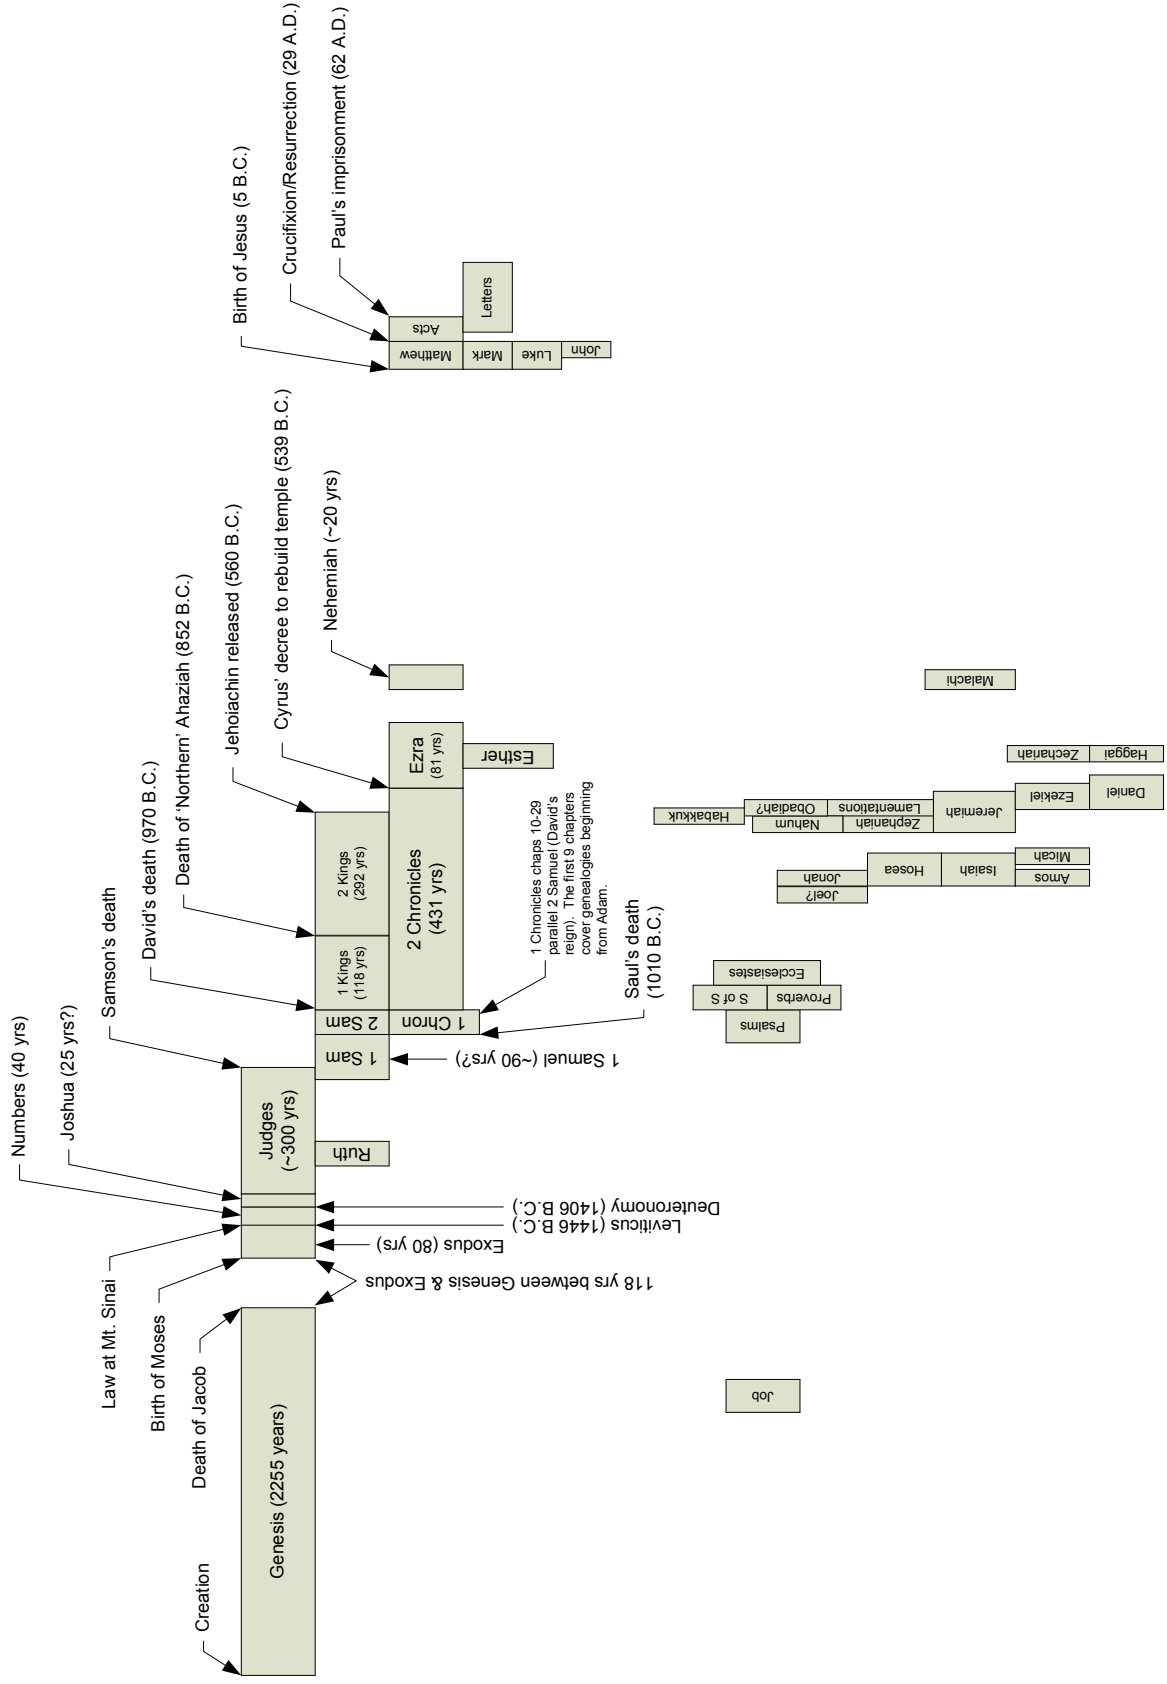 Creation
Genesis (2255 years)
Death of Jacob
Birth of Moses
Law at Mt. Sinai
Numbers (40 yrs)
Joshua (25 yrs?)
118 yrs between Genesis & Exodus
Exodus (80 yrs)
Leviticus (1446 B.C.)
Deuteronomy (1406 B.C.)
Judges
(~300 yrs)
Ruth
Samson's death
1 Sam
1 Samuel (~90 yrs?)
2 Sam
1 Chron
David's death (970 B.C.)
Saul's death
(1010 B.C.)
1 Chronicles chaps 10-29
parallel 2 Samuel (David's
reign). The first 9 chapters
cover genealogies beginning
from Adam.
1 Kings
(118 yrs)
Death of 'Northern' Ahaziah (852 B.C.)
2 Kings
(292 yrs)
2 Chronicles
(431 yrs)
Jehoiachin released (560 B.C.)
Cyrus' decree to rebuild temple (539 B.C.)
Ezra
(81 yrs)
Esther
Nehemiah (~20 yrs)
Birth of Jesus (5 B.C.)
Crucifixion/Resurrection (29 A.D.)
Paul's imprisonment (62 A.D.)
Matthew
Mark
Luke
John
Acts
Letters
Job
Psalms
S of S
Proverbs
Ecclesiastes
Joel?
Jonah
Hosea
Isaiah
Amos
Micah
Habakkuk
Nahum
Obadiah?
Zephaniah
Lamentations
Jeremiah
Ezekiel
Daniel
Zechariah
Haggai
Malachi